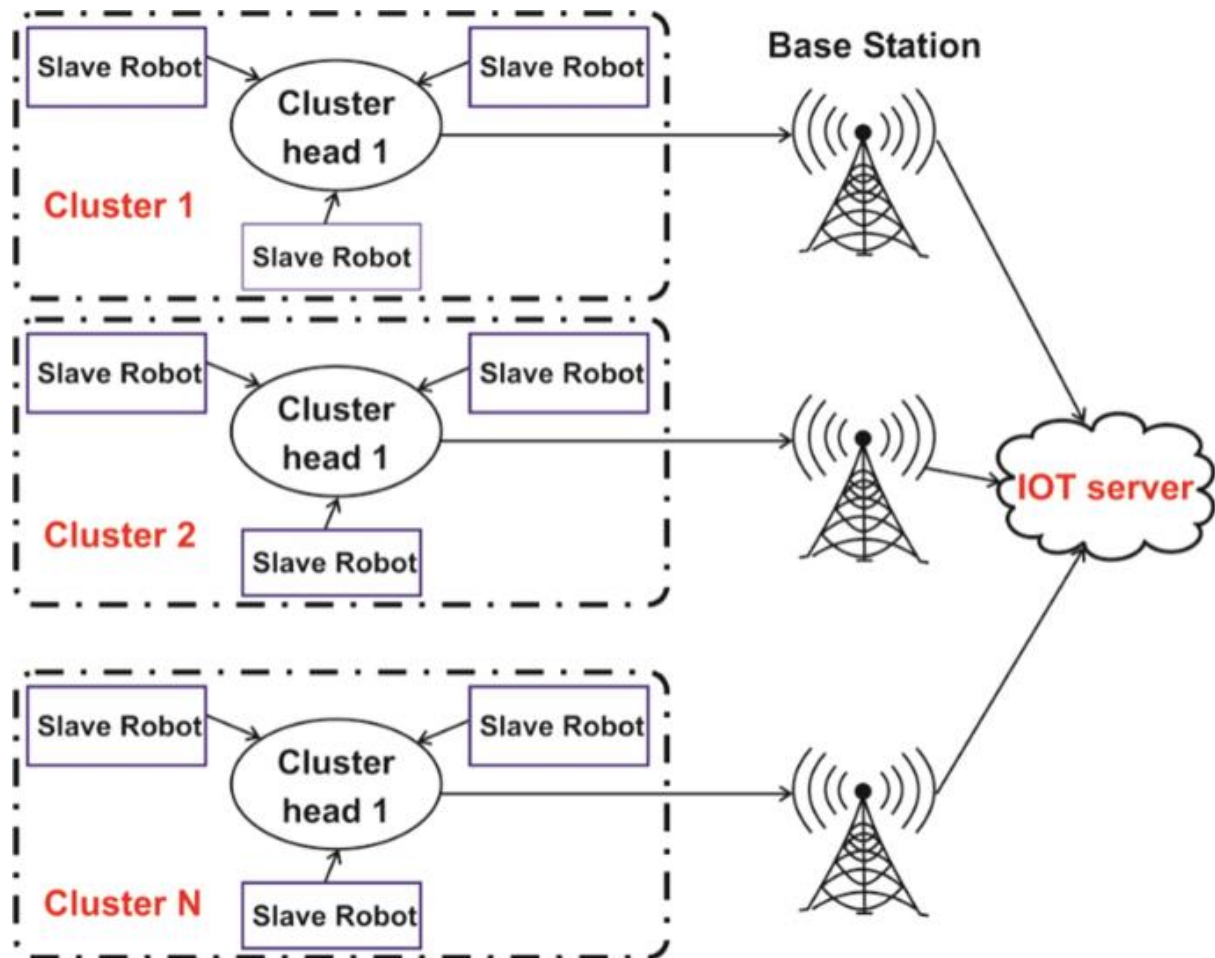 Slave Robot
Slave Robot
Cluster
head 1
Cluster 1
Slave Robot
Base Station
Slave Robot
Slave Robot
Cluster
head 1
Cluster 2
Slave Robot
IOT server
Slave Robot
Slave Robot
Cluster
head 1
Cluster N
Slave Robot